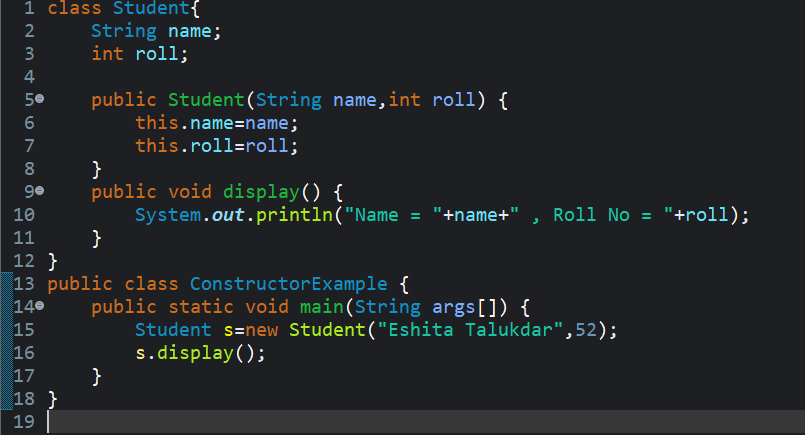 1 class Student{
2 String name;
3 int roll;
4
5 public Student(String name,int roll) {
6 this.name=name;
7 this.roll=roll;
8 }
9 public void display() {
10 System.out.println("Name = "+name+" , Roll No = "+roll);
11 }
12 }
13 public class ConstructorExample {
14 public static void main(String args[]) {
15 Student s=new Student("Eshita Talukdar",52);
16 s.display();
17 }
18 }
19